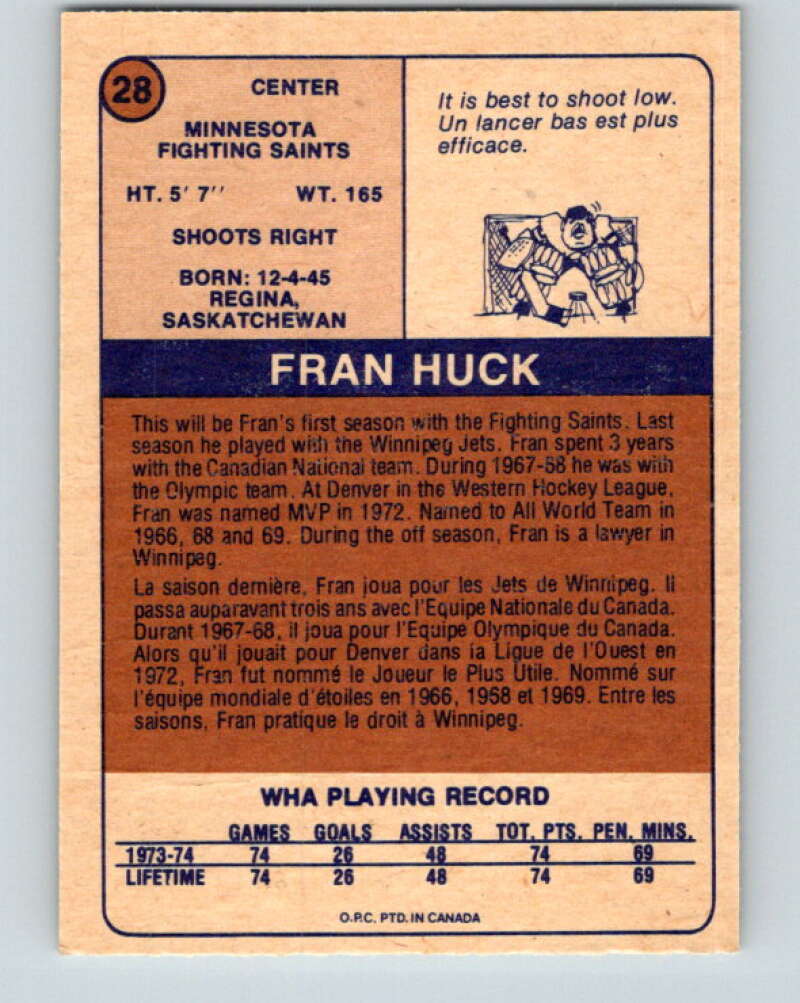 28
CENTER
MINNESOTA
FIGHTING SAINTS
HT. 5' 7'' WT. 165
SHOOTS RIGHT
BORN: 12-4-45
REGINA,
SASKATCHEWAN
It is best to shoot low.
Un lancer bas est plus
efficace.
FRAN HUCK
This will be Fran's first season with the Fighting Saints. Last
season he played with the Winnipeg Jets. Fran spent 3 years
with the Canadian National team. During 1967-68 he was with
the Olympic team. At Denver in the Western Hockey League,
Fran was named MVP in 1972. Named to All World Team in
1966, 68 and 69. During the off season, Fran is a lawyer in
Winnipeg.
La saison dernière, Fran joua pour les Jets de Winnipeg. Il
passa auparavant trois ans avec l'Equipe Nationale du Canada.
Durant 1967-68, il joua pour l'Equipe Olympique du Canada.
Alors qu'il jouait pour Denver dans la Ligue de l'Ouest en
1972, Fran fut nommé le Joueur le Plus Utile. Nommé sur
l'équipe mondiale d'étoiles en 1966, 1968 et 1969. Entre les
saisons, Fran pratique le droit à Winnipeg.
WHA PLAYING RECORD
GAMES GOALS ASSISTS TOT. PTS. PEN. MINS.
1973-74 74 26 48 74 69
LIFETIME 74 26 48 74 69
O.P.C. PTD. IN CANADA